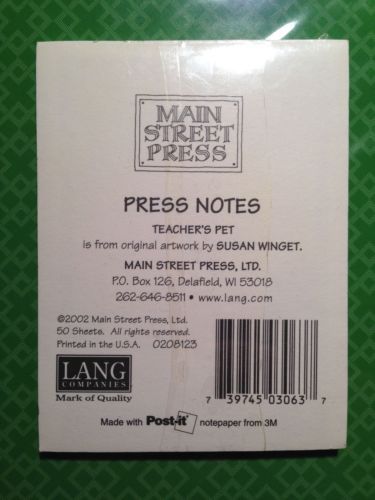 MAIN
STREET
PRESS
PRESS NOTES
TEACHER'S PET
is from original artwork by SUSAN WINGET.
MAIN STREET PRESS, LTD.
P.O. Box 126, Delafield, WI 53018
262-646-8511 • www.lang.com
©2002 Main Street Press, Ltd.
50 Sheets. All rights reserved.
Printed in the U.S.A. 0208123
LANG
COMPANIES
Mark of Quality
7 39745 03063 7
Made with Post-it® notepaper from 3M